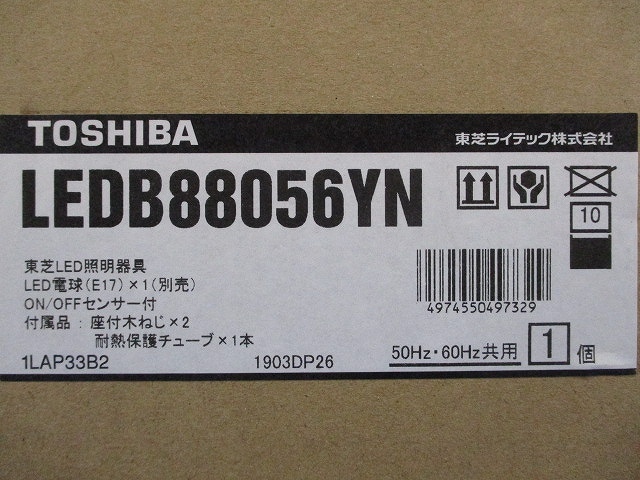 TOSHIBA
東芝ライテック株式会社
LEDB88056YN
10
東芝LED照明器具
LED電球(E17)×1(別売)
ON/OFFセンサー付
付属品：座付木ねじ×2
耐熱保護チューブ×1本
4974550497329
1LAP33B2
1903DP26
50Hz・60Hz共用
1個